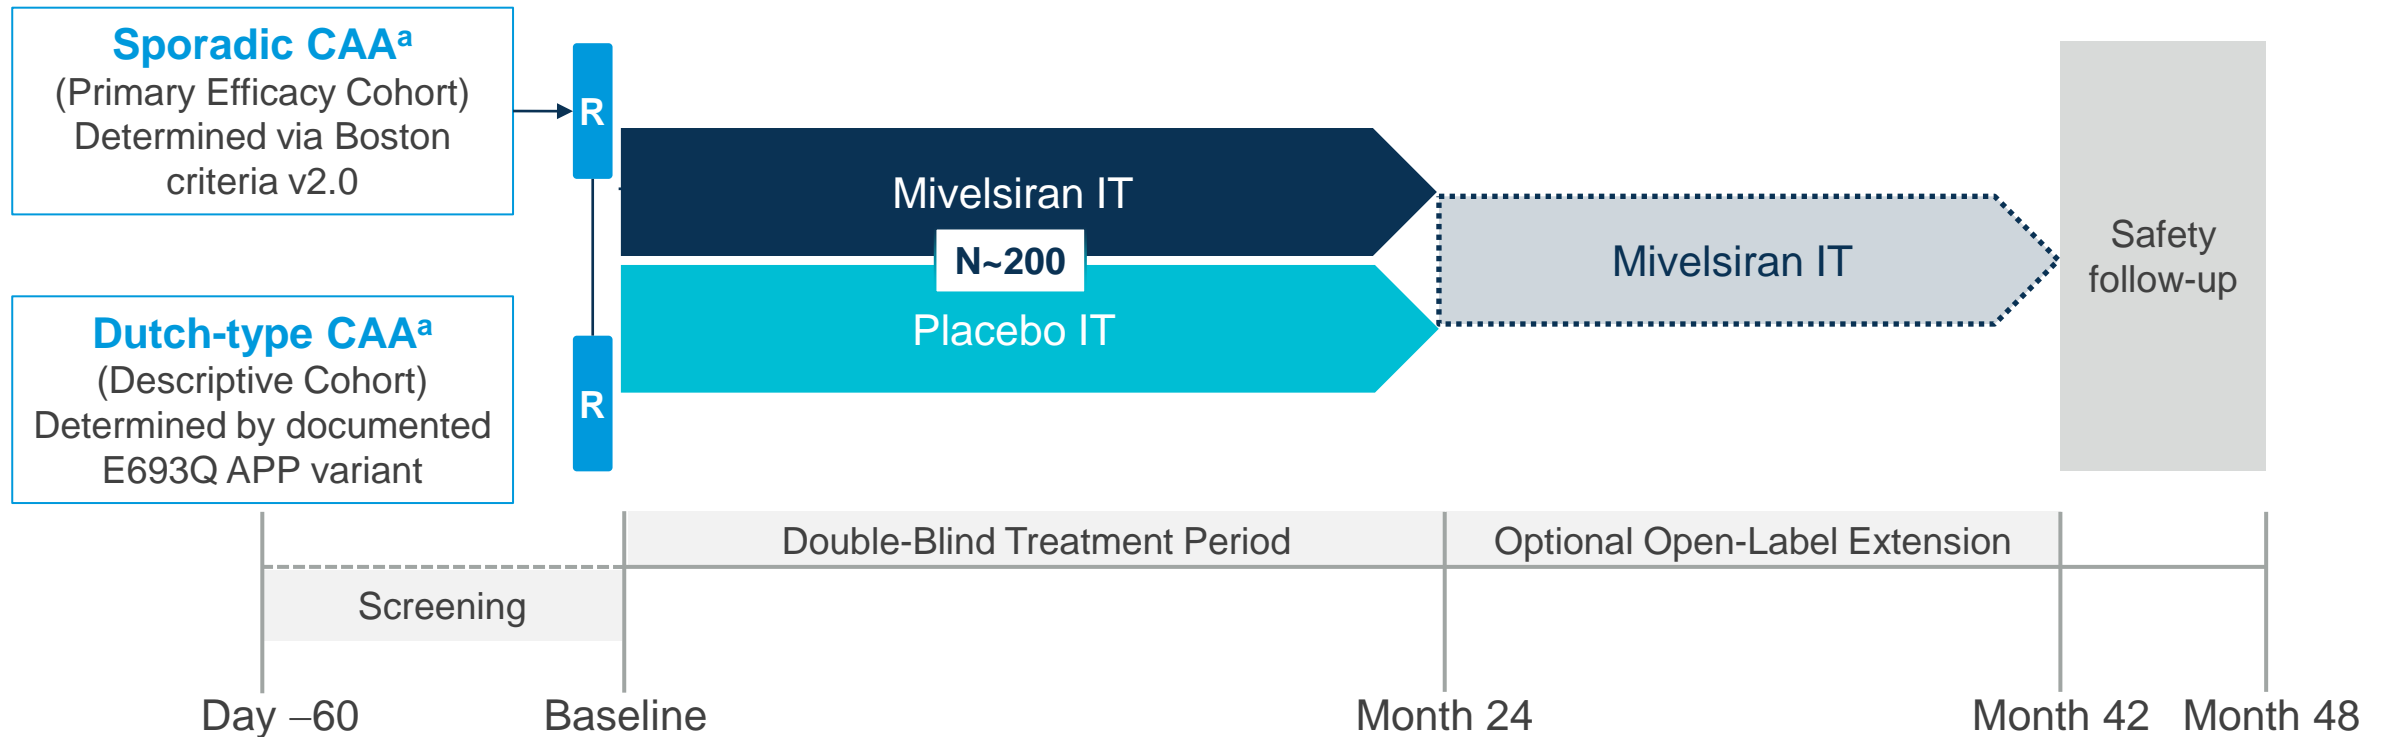 Sporadic CAAᵃ
(Primary Efficacy Cohort)
Determined via Boston
criteria v2.0
R
Mivelsiran IT
N~200
Placebo IT
Mivelsiran IT
Safety
follow-up
Dutch-type CAAᵃ
(Descriptive Cohort)
Determined by documented
E693Q APP variant
R
Double-Blind Treatment Period
Optional Open-Label Extension
Screening
Day –60
Baseline
Month 24
Month 42
Month 48